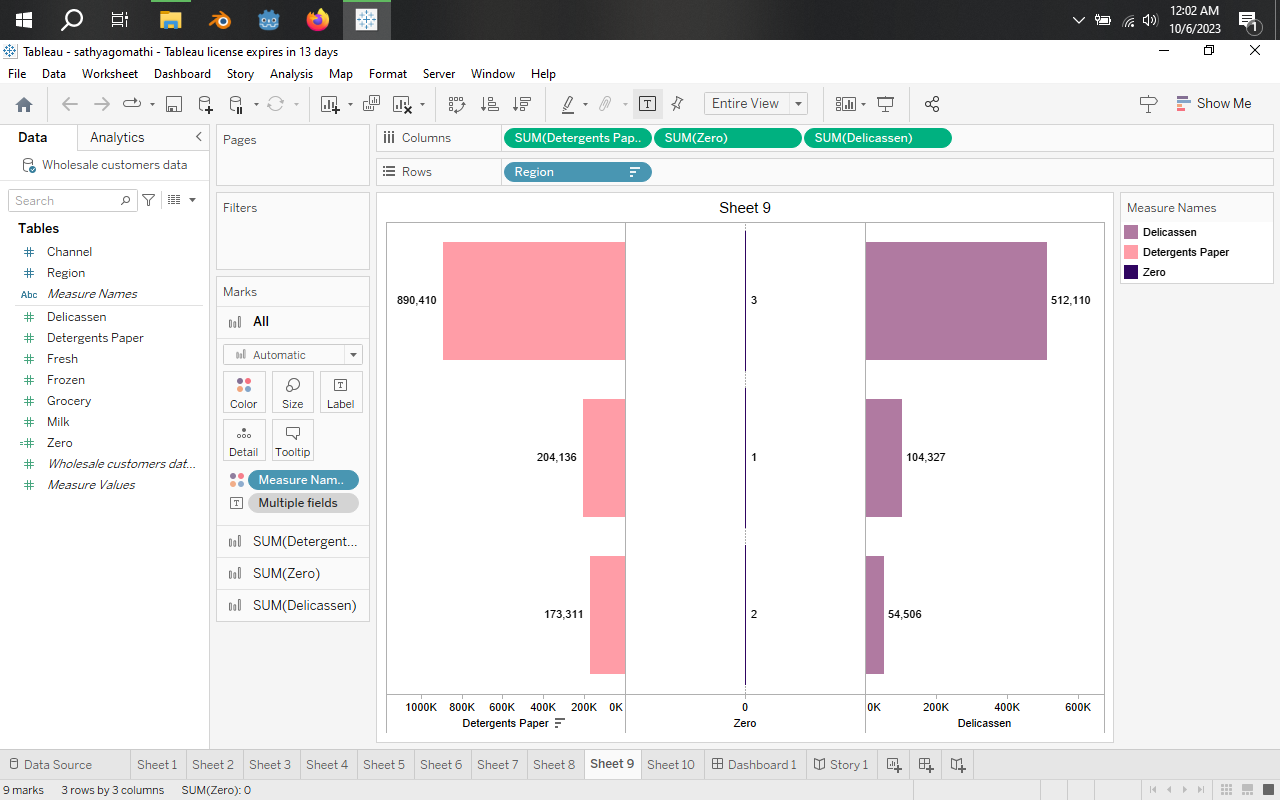 12:02 AM
10/6/2023
1
Tableau - sathyagomathi - Tableau license expires in 13 days
File Data Worksheet Dashboard Story Analysis Map Format Server Window Help
Entire View
Show Me
Data Analytics
Wholesale customers data
Search
Tables
Channel
Region
Abc Measure Names
Delicassen
Detergents Paper
Fresh
Frozen
Grocery
Milk
Zero
Wholesale customers dat...
Measure Values
Pages
Filters
Marks
All
Automatic
Color Size Label
Detail Tooltip
Measure Nam..
Multiple fields
SUM(Detergent...
SUM(Zero)
SUM(Delicassen)
Columns SUM(Detergents Pap.. SUM(Zero) SUM(Delicassen)
Rows Region
Sheet 9
890,410 3 512,110
204,136 1 104,327
173,311 2 54,506
1000K 800K 600K 400K 200K 0K 0 0K 200K 400K 600K
Detergents Paper Zero Delicassen
Measure Names
Delicassen
Detergents Paper
Zero
Data Source Sheet 1 Sheet 2 Sheet 3 Sheet 4 Sheet 5 Sheet 6 Sheet 7 Sheet 8 Sheet 9 Sheet 10 Dashboard 1 Story 1
9 marks 3 rows by 3 columns SUM(Zero): 0